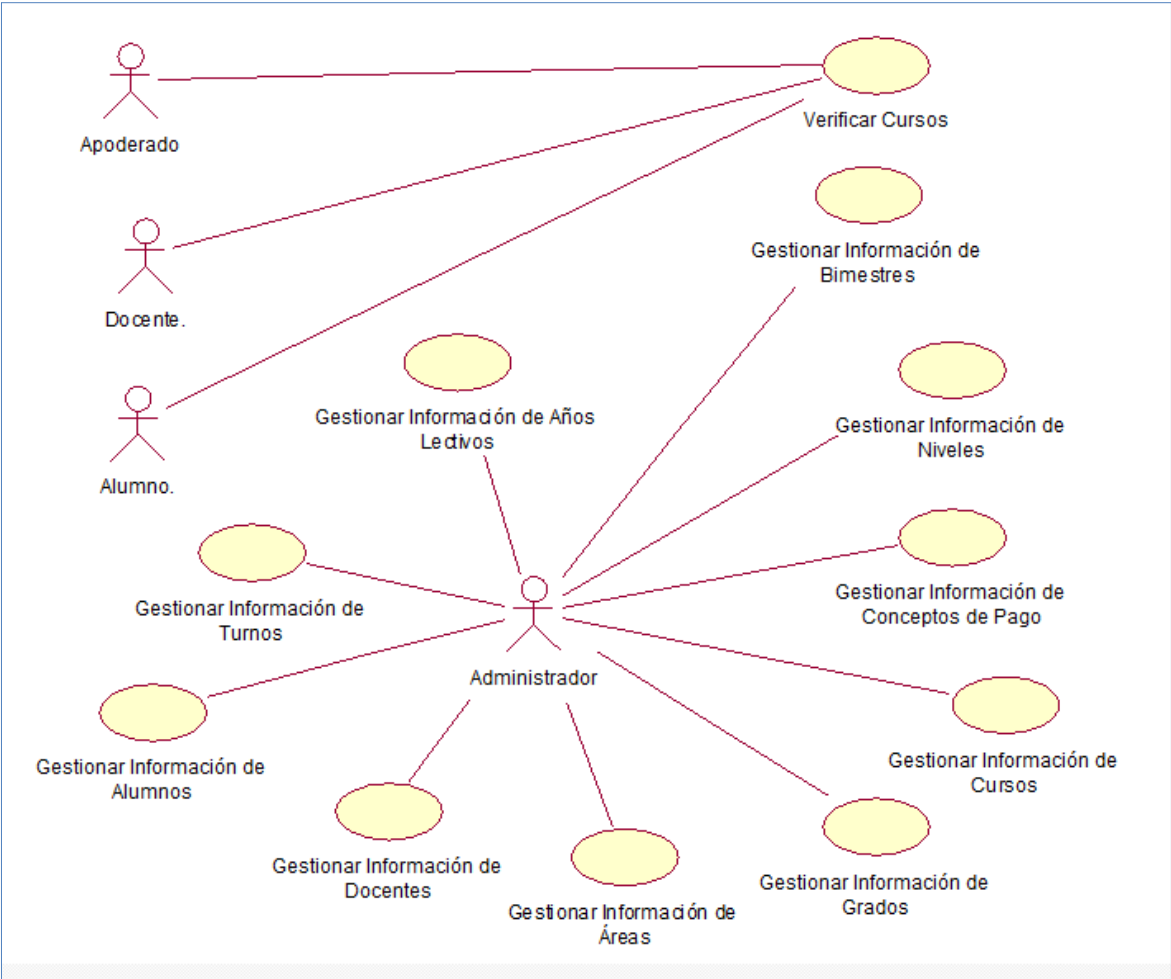 Apoderado
Verificar Cursos
Gestionar Información de
Bimestres
Docente.
Gestionar Información de Años
Lectivos
Gestionar Información de
Niveles
Alumno.
Gestionar Información de
Turnos
Gestionar Información de
Conceptos de Pago
Administrador
Gestionar Información de
Alumnos
Gestionar Información de
Cursos
Gestionar Información de
Docentes
Gestionar Información de
Áreas
Gestionar Información de
Grados